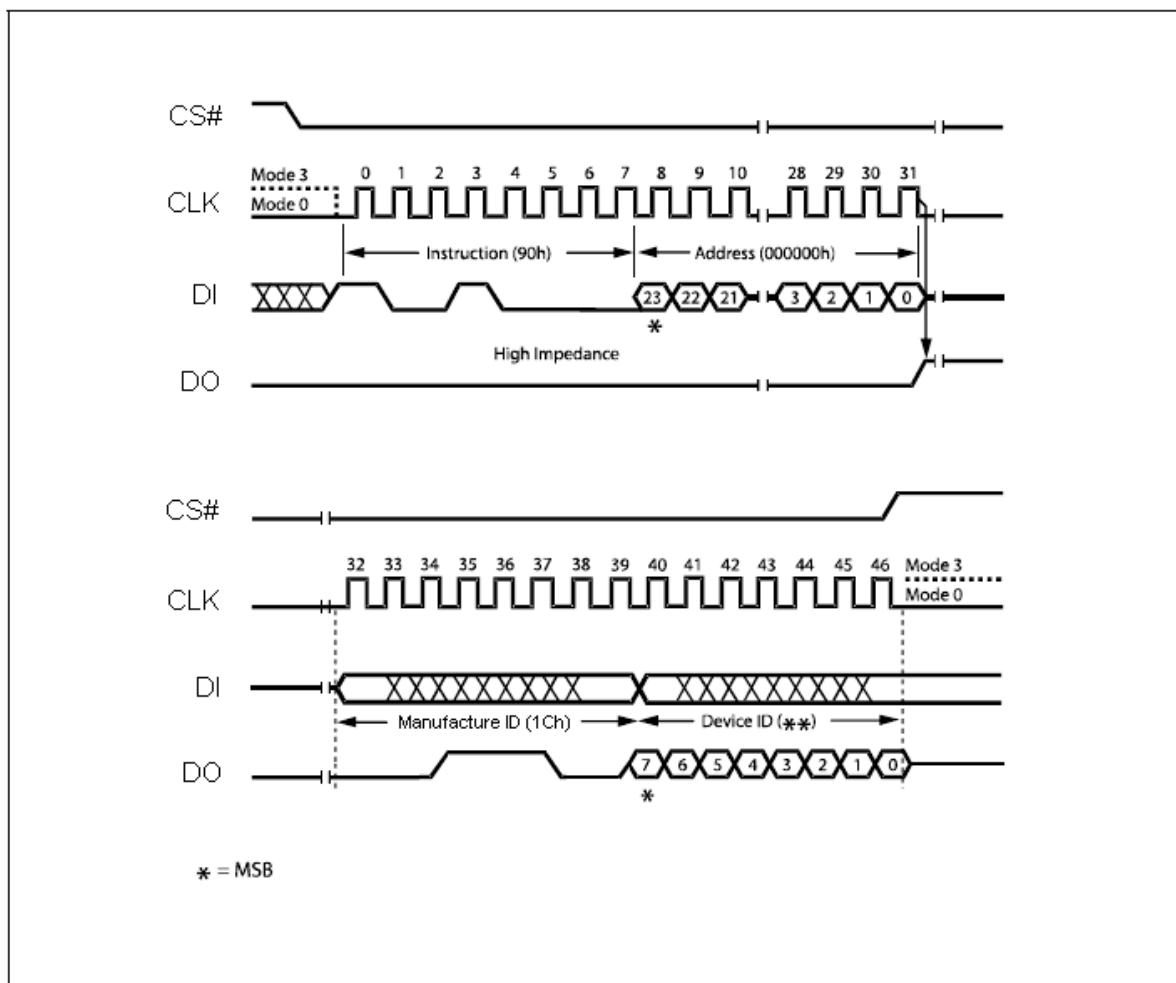 CS#
Mode 3
0 1 2 3 4 5 6 7 8 9 10 28 29 30 31
CLK
Mode 0
Instruction (90h) Address (000000h)
DI
23 22 21 3 2 1 0
*
High Impedance
DO
CS#
32 33 34 35 36 37 38 39 40 41 42 43 44 45 46
Mode 3
CLK
Mode 0
DI
Manufacture ID (1Ch) Device ID (**)
DO
7 6 5 4 3 2 1 0
*
* = MSB